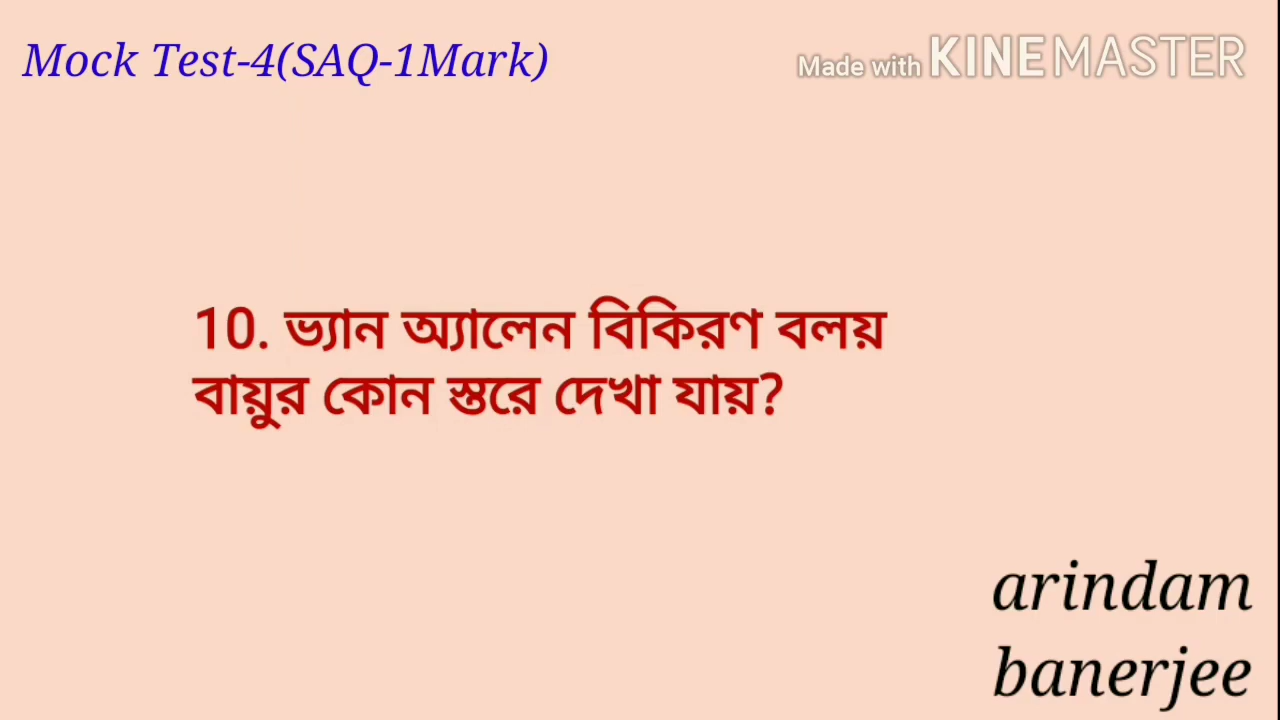 Mock Test-4(SAQ-1Mark)
Made with KINEMASTER
10. ভ্যান অ্যালেন বিকিরণ বলয়
বায়ুর কোন স্তরে দেখা যায়?
arindam
banerjee